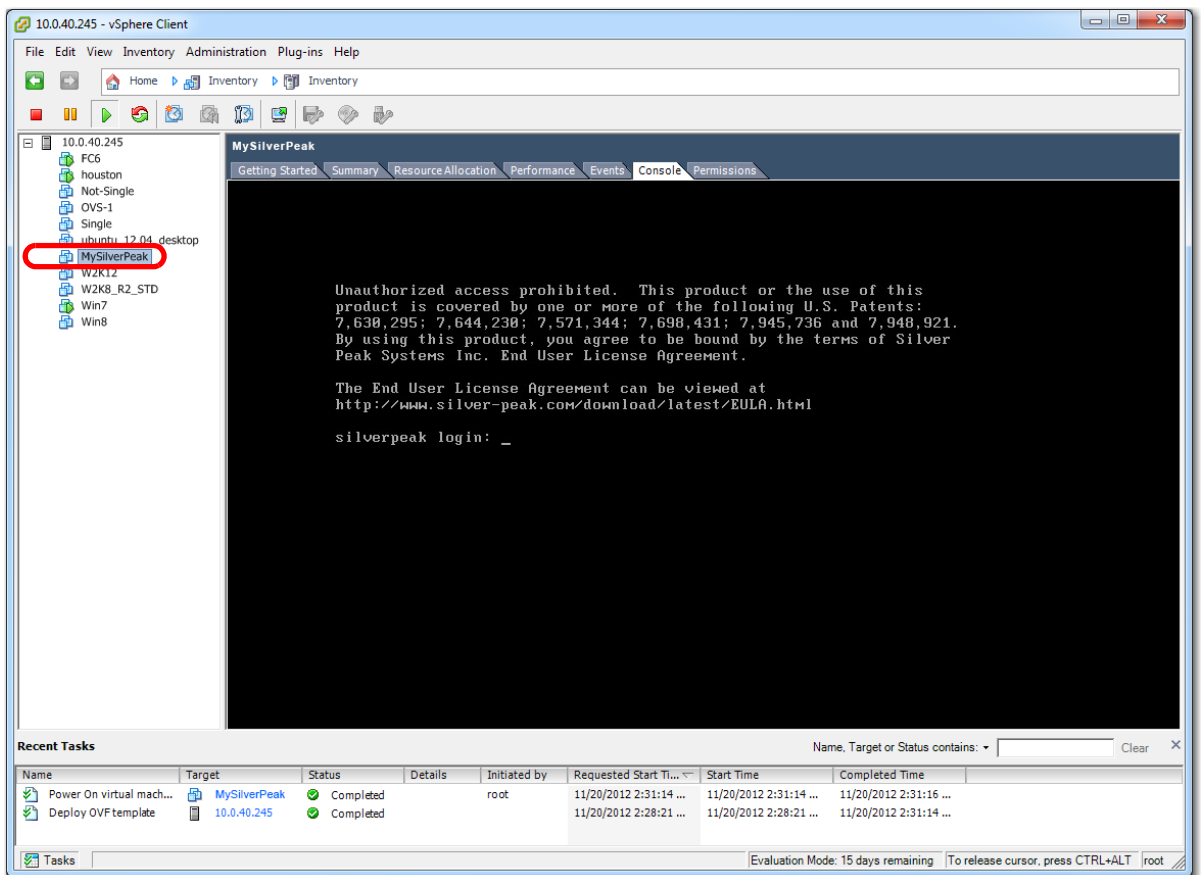 10.0.40.245 - vSphere Client
File Edit View Inventory Administration Plug-ins Help
Home Inventory Inventory
10.0.40.245
FC6
houston
Not-Single
OVS-1
Single
ubuntu_12.04_desktop
MySilverPeak
W2K12
W2K8_R2_STD
Win7
Win8
MySilverPeak
Getting Started Summary Resource Allocation Performance Events Console Permissions
Unauthorized access prohibited. This product or the use of this
product is covered by one or more of the following U.S. Patents:
7,630,295; 7,644,230; 7,571,344; 7,698,431; 7,945,736 and 7,948,921.
By using this product, you agree to be bound by the terms of Silver
Peak Systems Inc. End User License Agreement.
The End User License Agreement can be viewed at
http://www.silver-peak.com/download/latest/EULA.html
silverpeak login: _
Recent Tasks
Name, Target or Status contains: Clear
Name Target Status Details Initiated by Requested Start Ti... Start Time Completed Time
Power On virtual mach... MySilverPeak Completed root 11/20/2012 2:31:14 ... 11/20/2012 2:31:14 ... 11/20/2012 2:31:16 ...
Deploy OVF template 10.0.40.245 Completed 11/20/2012 2:28:21 ... 11/20/2012 2:28:21 ... 11/20/2012 2:31:14 ...
Tasks Evaluation Mode: 15 days remaining To release cursor, press CTRL+ALT root